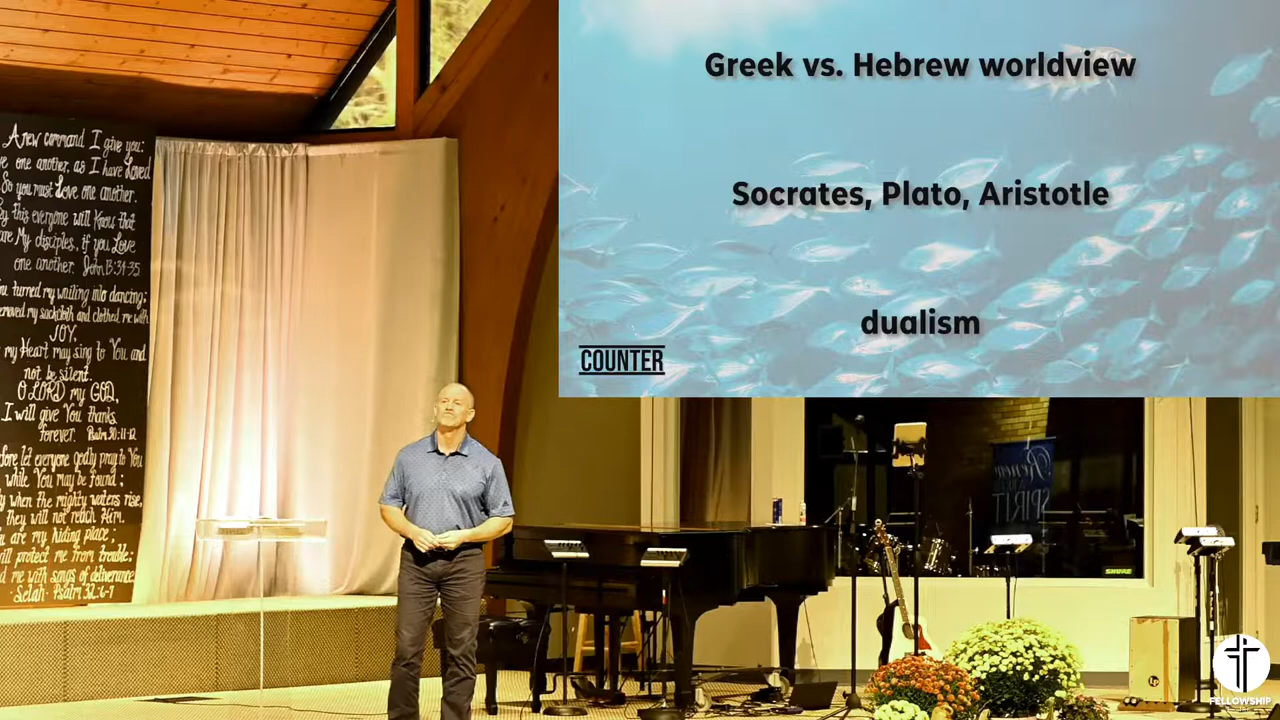 A new command I give you:
one another, as I have Loved
So you must Love one another.
By this everyone will Know that
are My disciples, if you Love
one another. John 13:34-35
turned my wailing into dancing;
removed my sackcloth and clothed me with
JOY,
my Heart may sing to You and
not be silent.
O LORD my GOD,
I will give You thanks
forever. Psalm 30:11-12
let everyone godly pray to You
while You may be found;
when the mighty waters rise,
they will not reach Him.
are my hiding place;
protect me from trouble;
me with songs of deliverance
Selah. Psalm 32:6-7
Greek vs. Hebrew worldview
Socrates, Plato, Aristotle
dualism
COUNTER
SPIRIT
SHURE
FELLOWSHIP